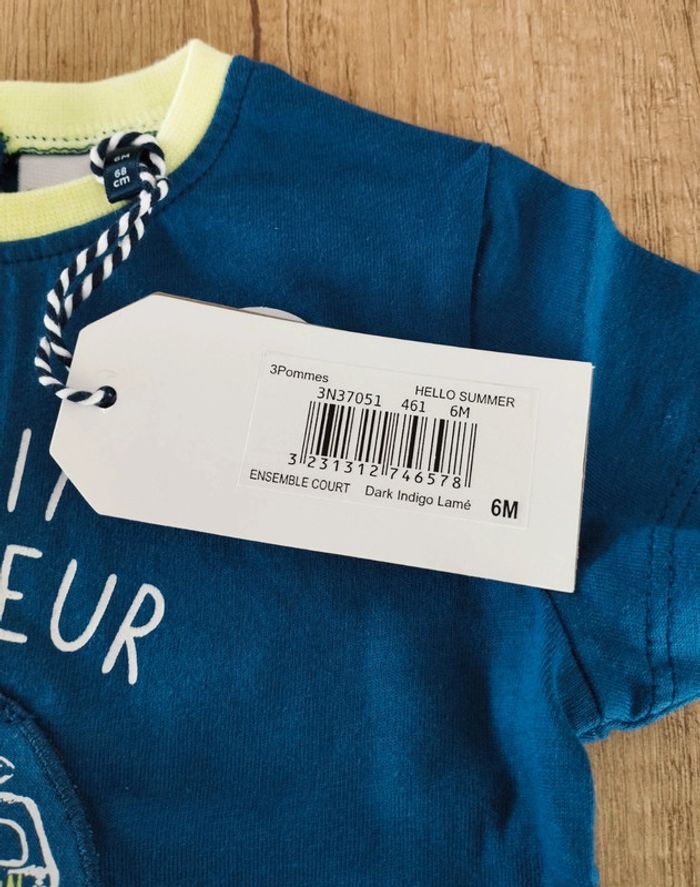 6M
68
cm
3Pommes
HELLO SUMMER
3N37051 461 6M
3 231312 746578
ENSEMBLE COURT Dark Indigo Lamé 6M
EUR